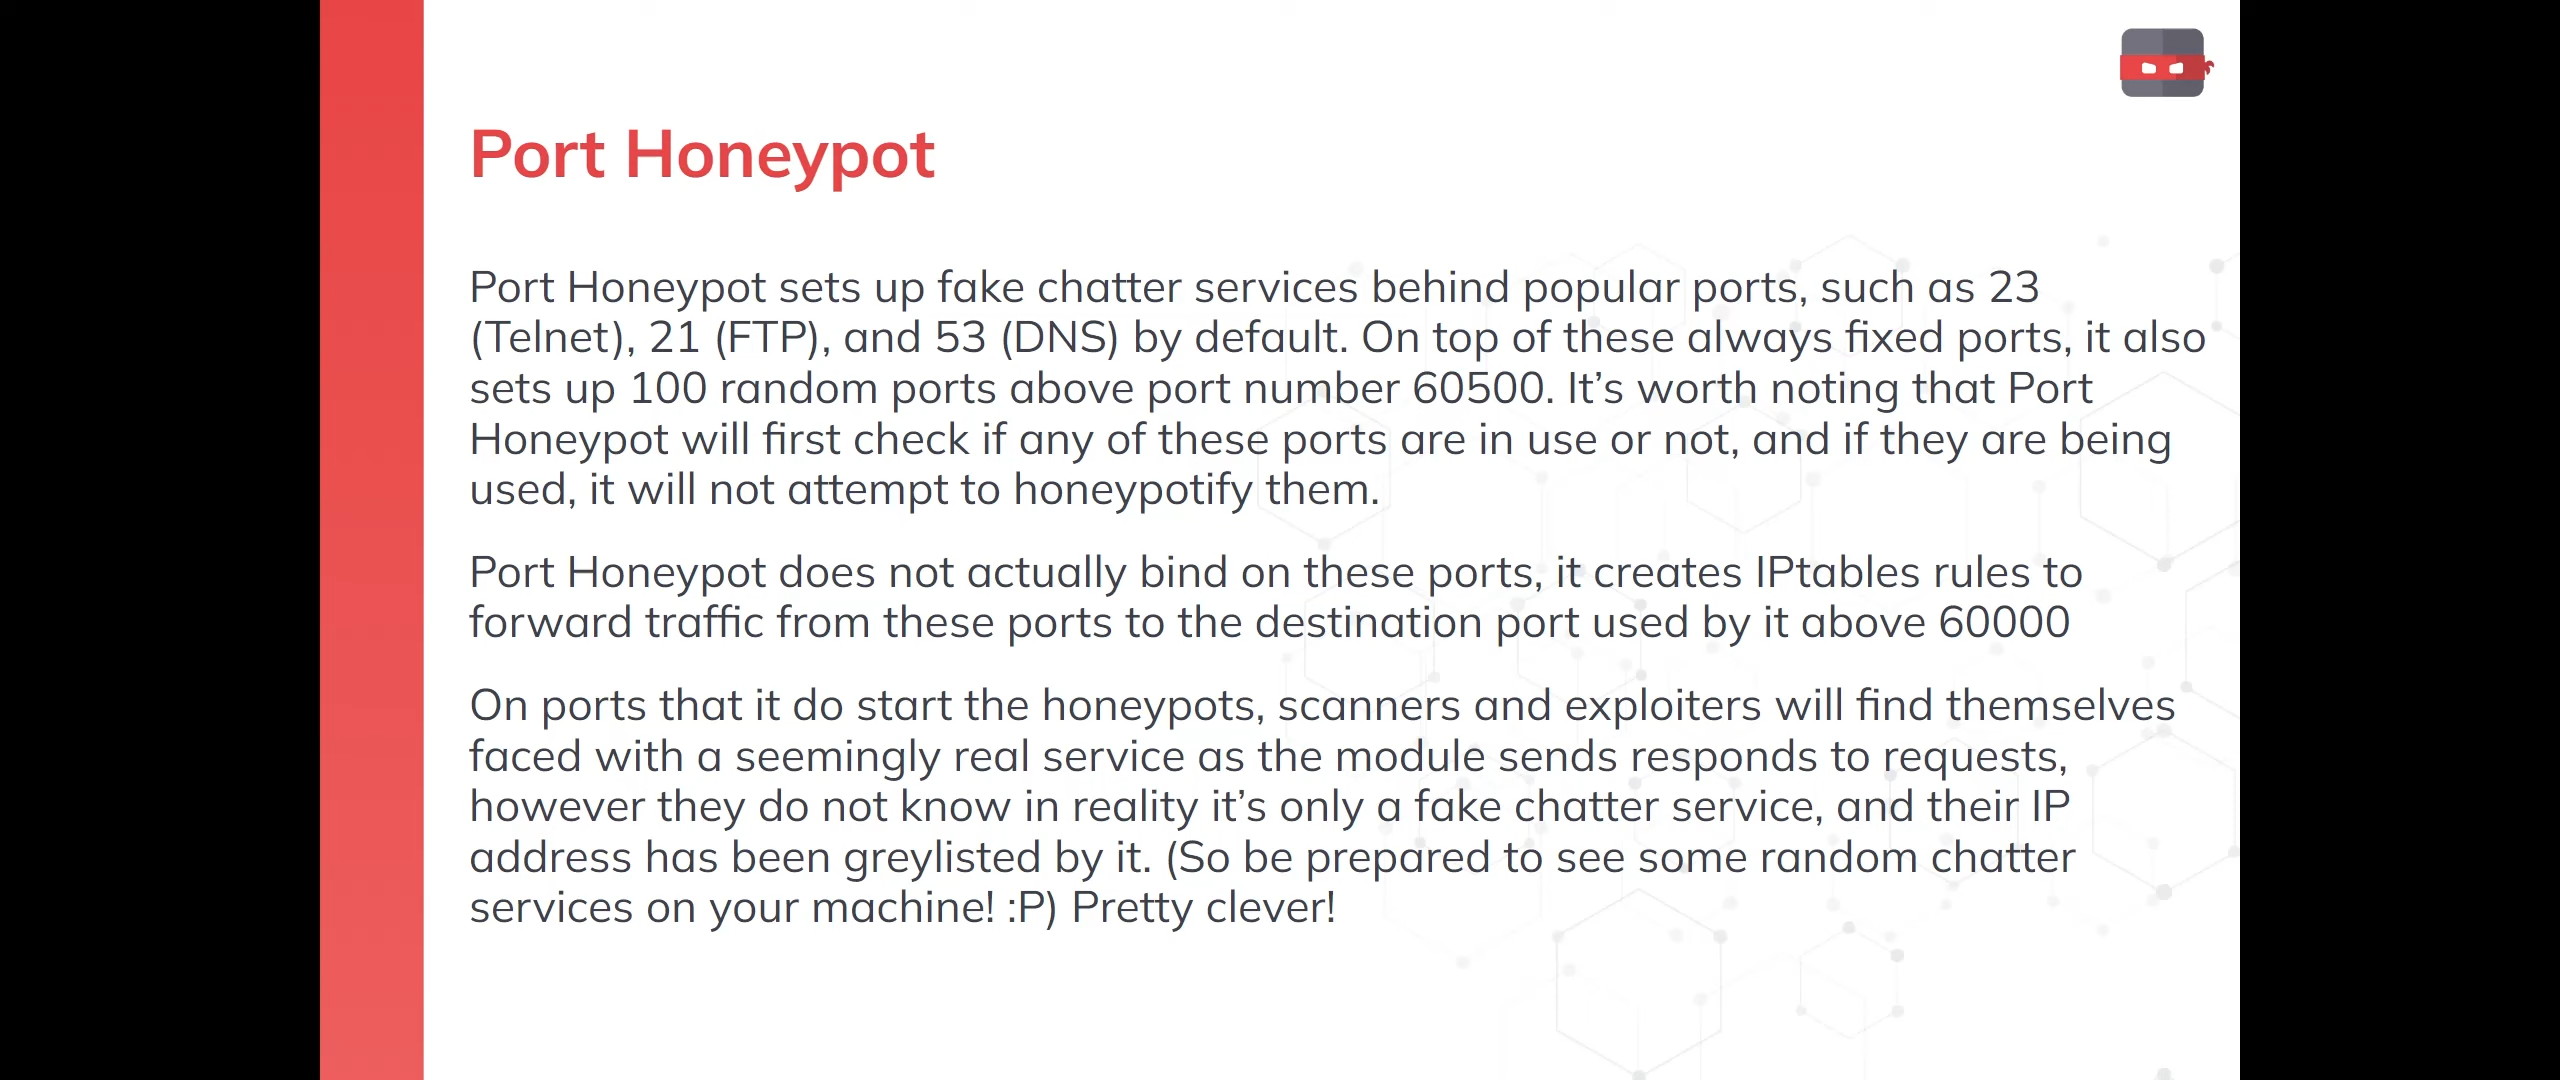 Port Honeypot
Port Honeypot sets up fake chatter services behind popular ports, such as 23
(Telnet), 21 (FTP), and 53 (DNS) by default. On top of these always fixed ports, it also
sets up 100 random ports above port number 60500. It’s worth noting that Port
Honeypot will first check if any of these ports are in use or not, and if they are being
used, it will not attempt to honeypotify them.
Port Honeypot does not actually bind on these ports, it creates IPtables rules to
forward traffic from these ports to the destination port used by it above 60000
On ports that it do start the honeypots, scanners and exploiters will find themselves
faced with a seemingly real service as the module sends responds to requests,
however they do not know in reality it’s only a fake chatter service, and their IP
address has been greylisted by it. (So be prepared to see some random chatter
services on your machine! :P) Pretty clever!